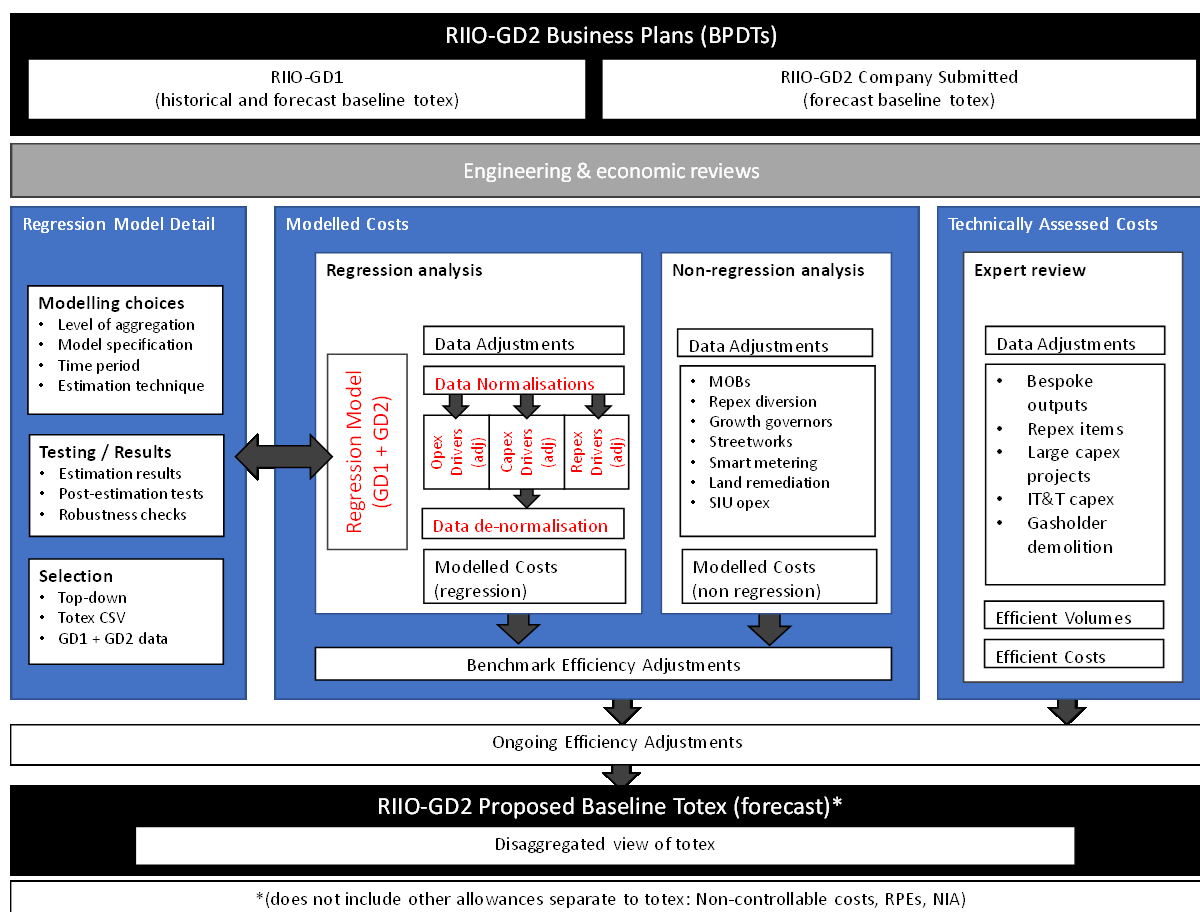 RIIO-GD2 Business Plans (BPDTs)
RIIO-GD1
(historical and forecast baseline totex)
RIIO-GD2 Company Submitted
(forecast baseline totex)
Engineering & economic reviews
Regression Model Detail
Modelling choices
• Level of aggregation
• Model specification
• Time period
• Estimation technique
Testing / Results
• Estimation results
• Post-estimation tests
• Robustness checks
Selection
• Top-down
• Totex CSV
• GD1 + GD2 data
Modelled Costs
Regression analysis
Regression Model
(GD1 + GD2)
Data Adjustments
Data Normalisations
Opex
Drivers
(adj)
Capex
Drivers
(adj)
Repex
Drivers
(adj)
Data de-normalisation
Modelled Costs
(regression)
Non-regression analysis
Data Adjustments
• MOBs
• Repex diversion
• Growth governors
• Streetworks
• Smart metering
• Land remediation
• SIU opex
Modelled Costs
(non regression)
Benchmark Efficiency Adjustments
Technically Assessed Costs
Expert review
Data Adjustments
• Bespoke
outputs
• Repex items
• Large capex
projects
• IT&T capex
• Gasholder
demolition
Efficient Volumes
Efficient Costs
Ongoing Efficiency Adjustments
RIIO-GD2 Proposed Baseline Totex (forecast)*
Disaggregated view of totex
*(does not include other allowances separate to totex: Non-controllable costs, RPEs, NIA)